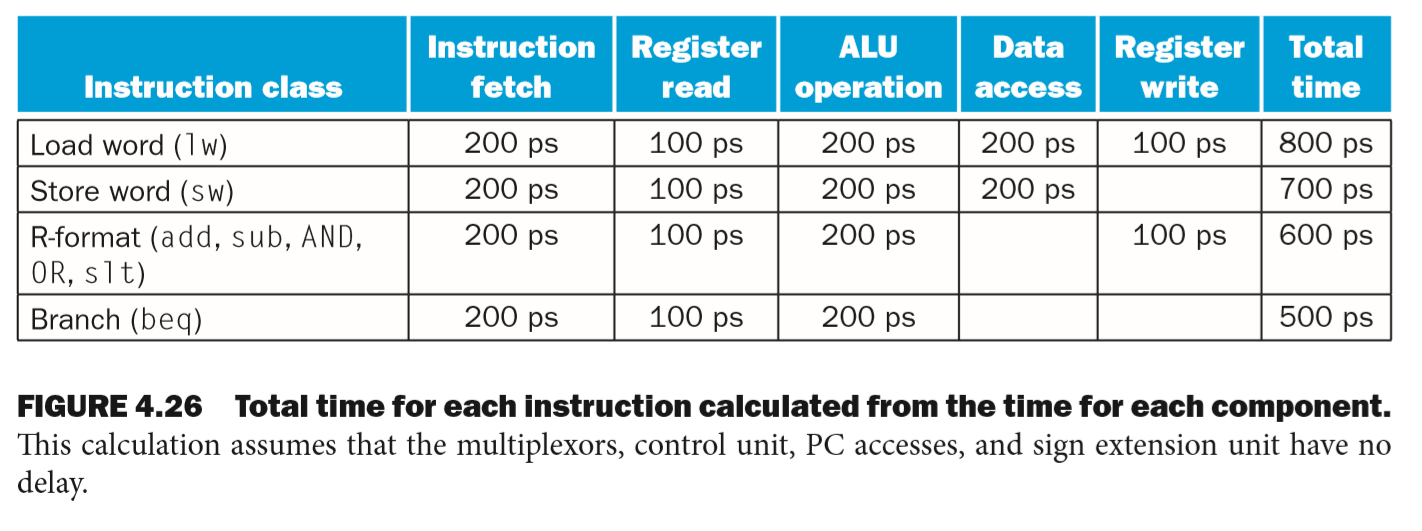 Instruction class Instruction fetch Register read ALU operation Data access Register write Total time
Load word (lw) 200 ps 100 ps 200 ps 200 ps 100 ps 800 ps
Store word (sw) 200 ps 100 ps 200 ps 200 ps 700 ps
R-format (add, sub, AND, 200 ps 100 ps 200 ps 100 ps 600 ps
OR, slt)
Branch (beq) 200 ps 100 ps 200 ps 500 ps
FIGURE 4.26 Total time for each instruction calculated from the time for each component.
This calculation assumes that the multiplexors, control unit, PC accesses, and sign extension unit have no
delay.